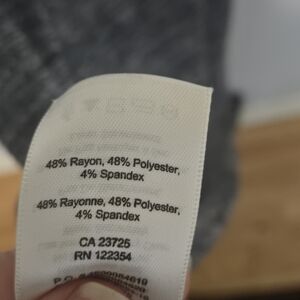 48% Rayon, 48% Polyester,
4% Spandex
48% Rayonne, 48% Polyester,
4% Spandex
CA 23725
RN 122354